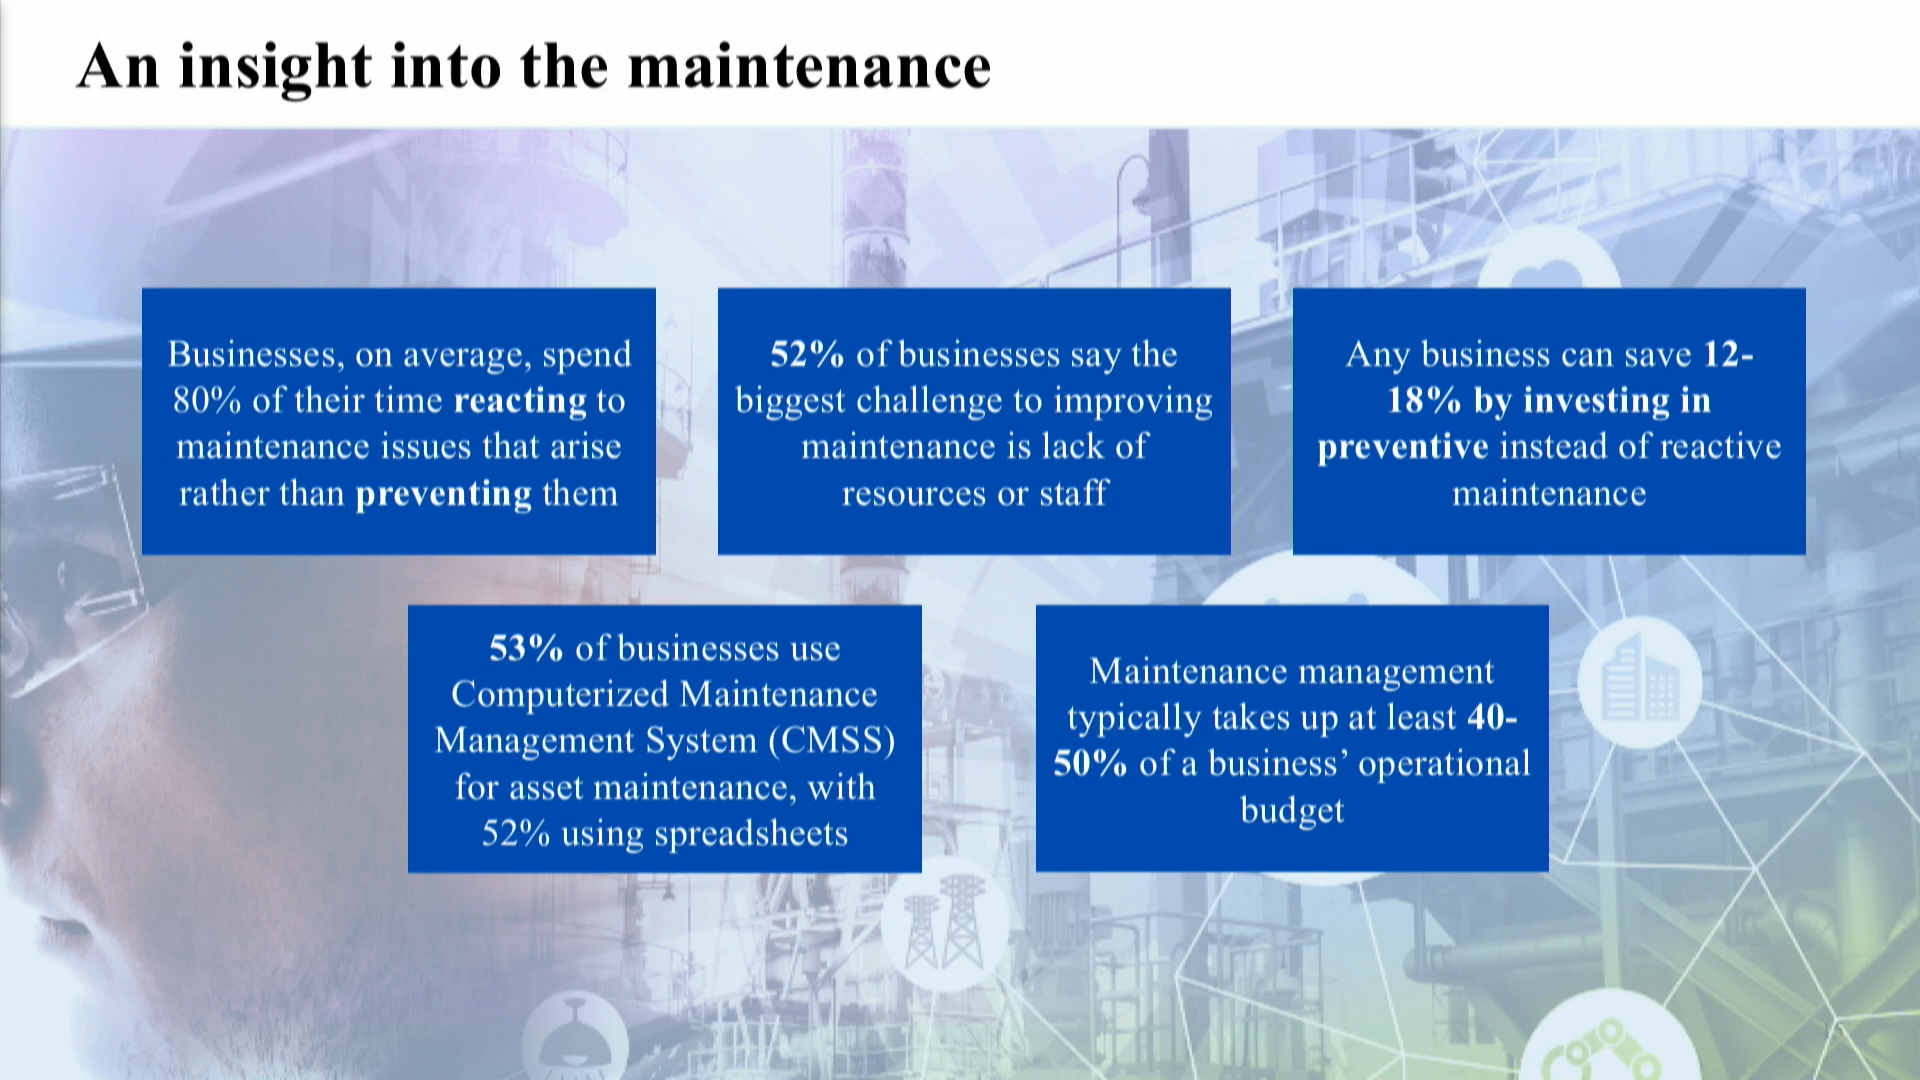 An insight into the maintenance
Businesses, on average, spend
80% of their time reacting to
maintenance issues that arise
rather than preventing them
52% of businesses say the
biggest challenge to improving
maintenance is lack of
resources or staff
Any business can save 12-
18% by investing in
preventive instead of reactive
maintenance
53% of businesses use
Computerized Maintenance
Management System (CMSS)
for asset maintenance, with
52% using spreadsheets
Maintenance management
typically takes up at least 40-
50% of a business’ operational
budget